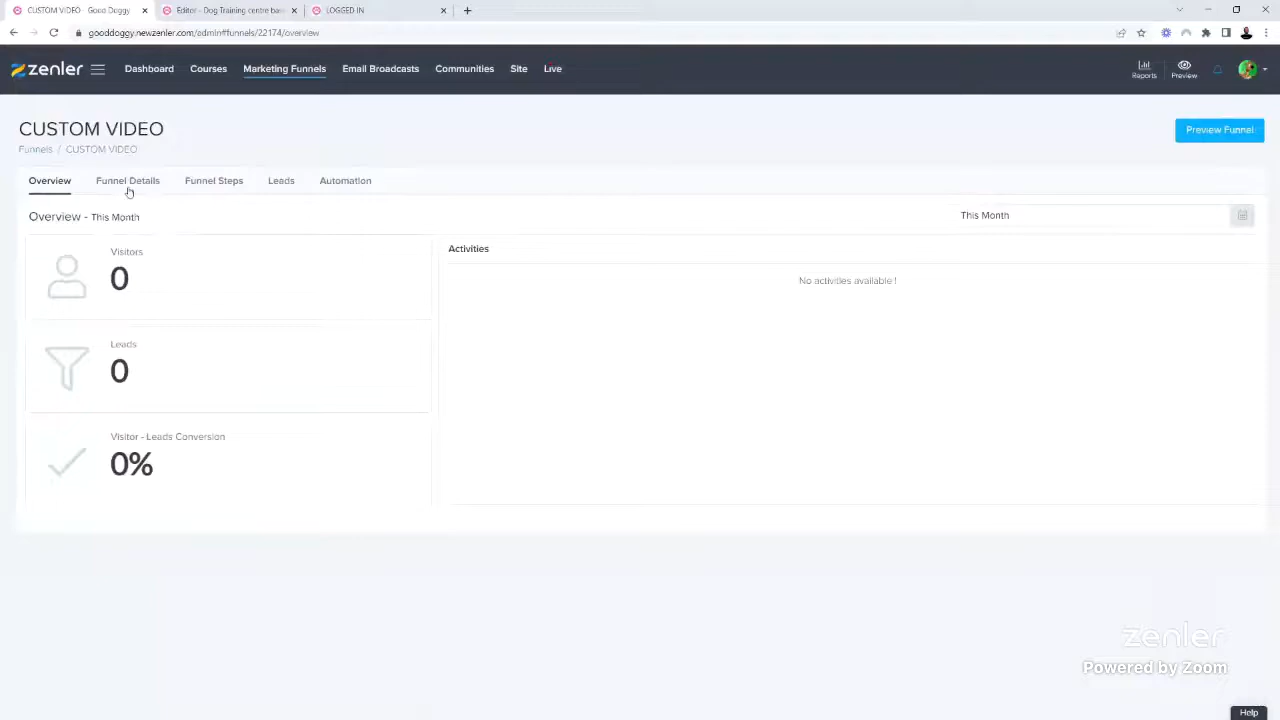 CUSTOM VIDEO - Good Doggy
Editor - Dog Training centre bas
LOGGED IN
gooddoggy.newzenler.com/admin#funnels/22174/overview
zenler
Dashboard
Courses
Marketing Funnels
Email Broadcasts
Communities
Site
Live
Reports
Preview
CUSTOM VIDEO
Preview Funnel
Funnels / CUSTOM VIDEO
Overview
Funnel Details
Funnel Steps
Leads
Automation
Overview - This Month
This Month
Visitors
0
Activities
No activities available !
Leads
0
Visitor - Leads Conversion
0%
zenler
Powered by Zoom
Help